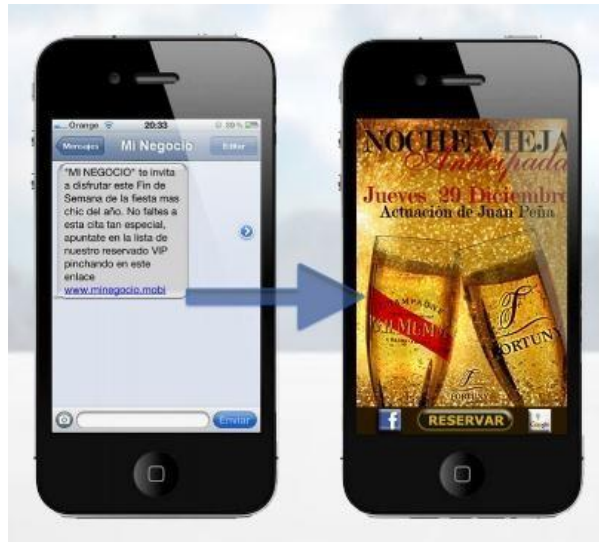 Orange 20:33
Mensajes Mi Negocio Editar
"MI NEGOCIO" te invita
a disfrutar este Fin de
Semana de la fiesta mas
chic del año. No faltes a
esta cita tan especial,
apuntate en la lista de
nuestro reservado VIP
pinchando en este
enlace
www.minegocio.mobi
Enviar
NOCHE VIEJA
Anticipada
Jueves 29 Diciembre
Actuación de Juan Peña
CHAMPAGNE
G.H. MUMM
F
FORTUNY
F
FORTUNY
f
RESERVAR
Google